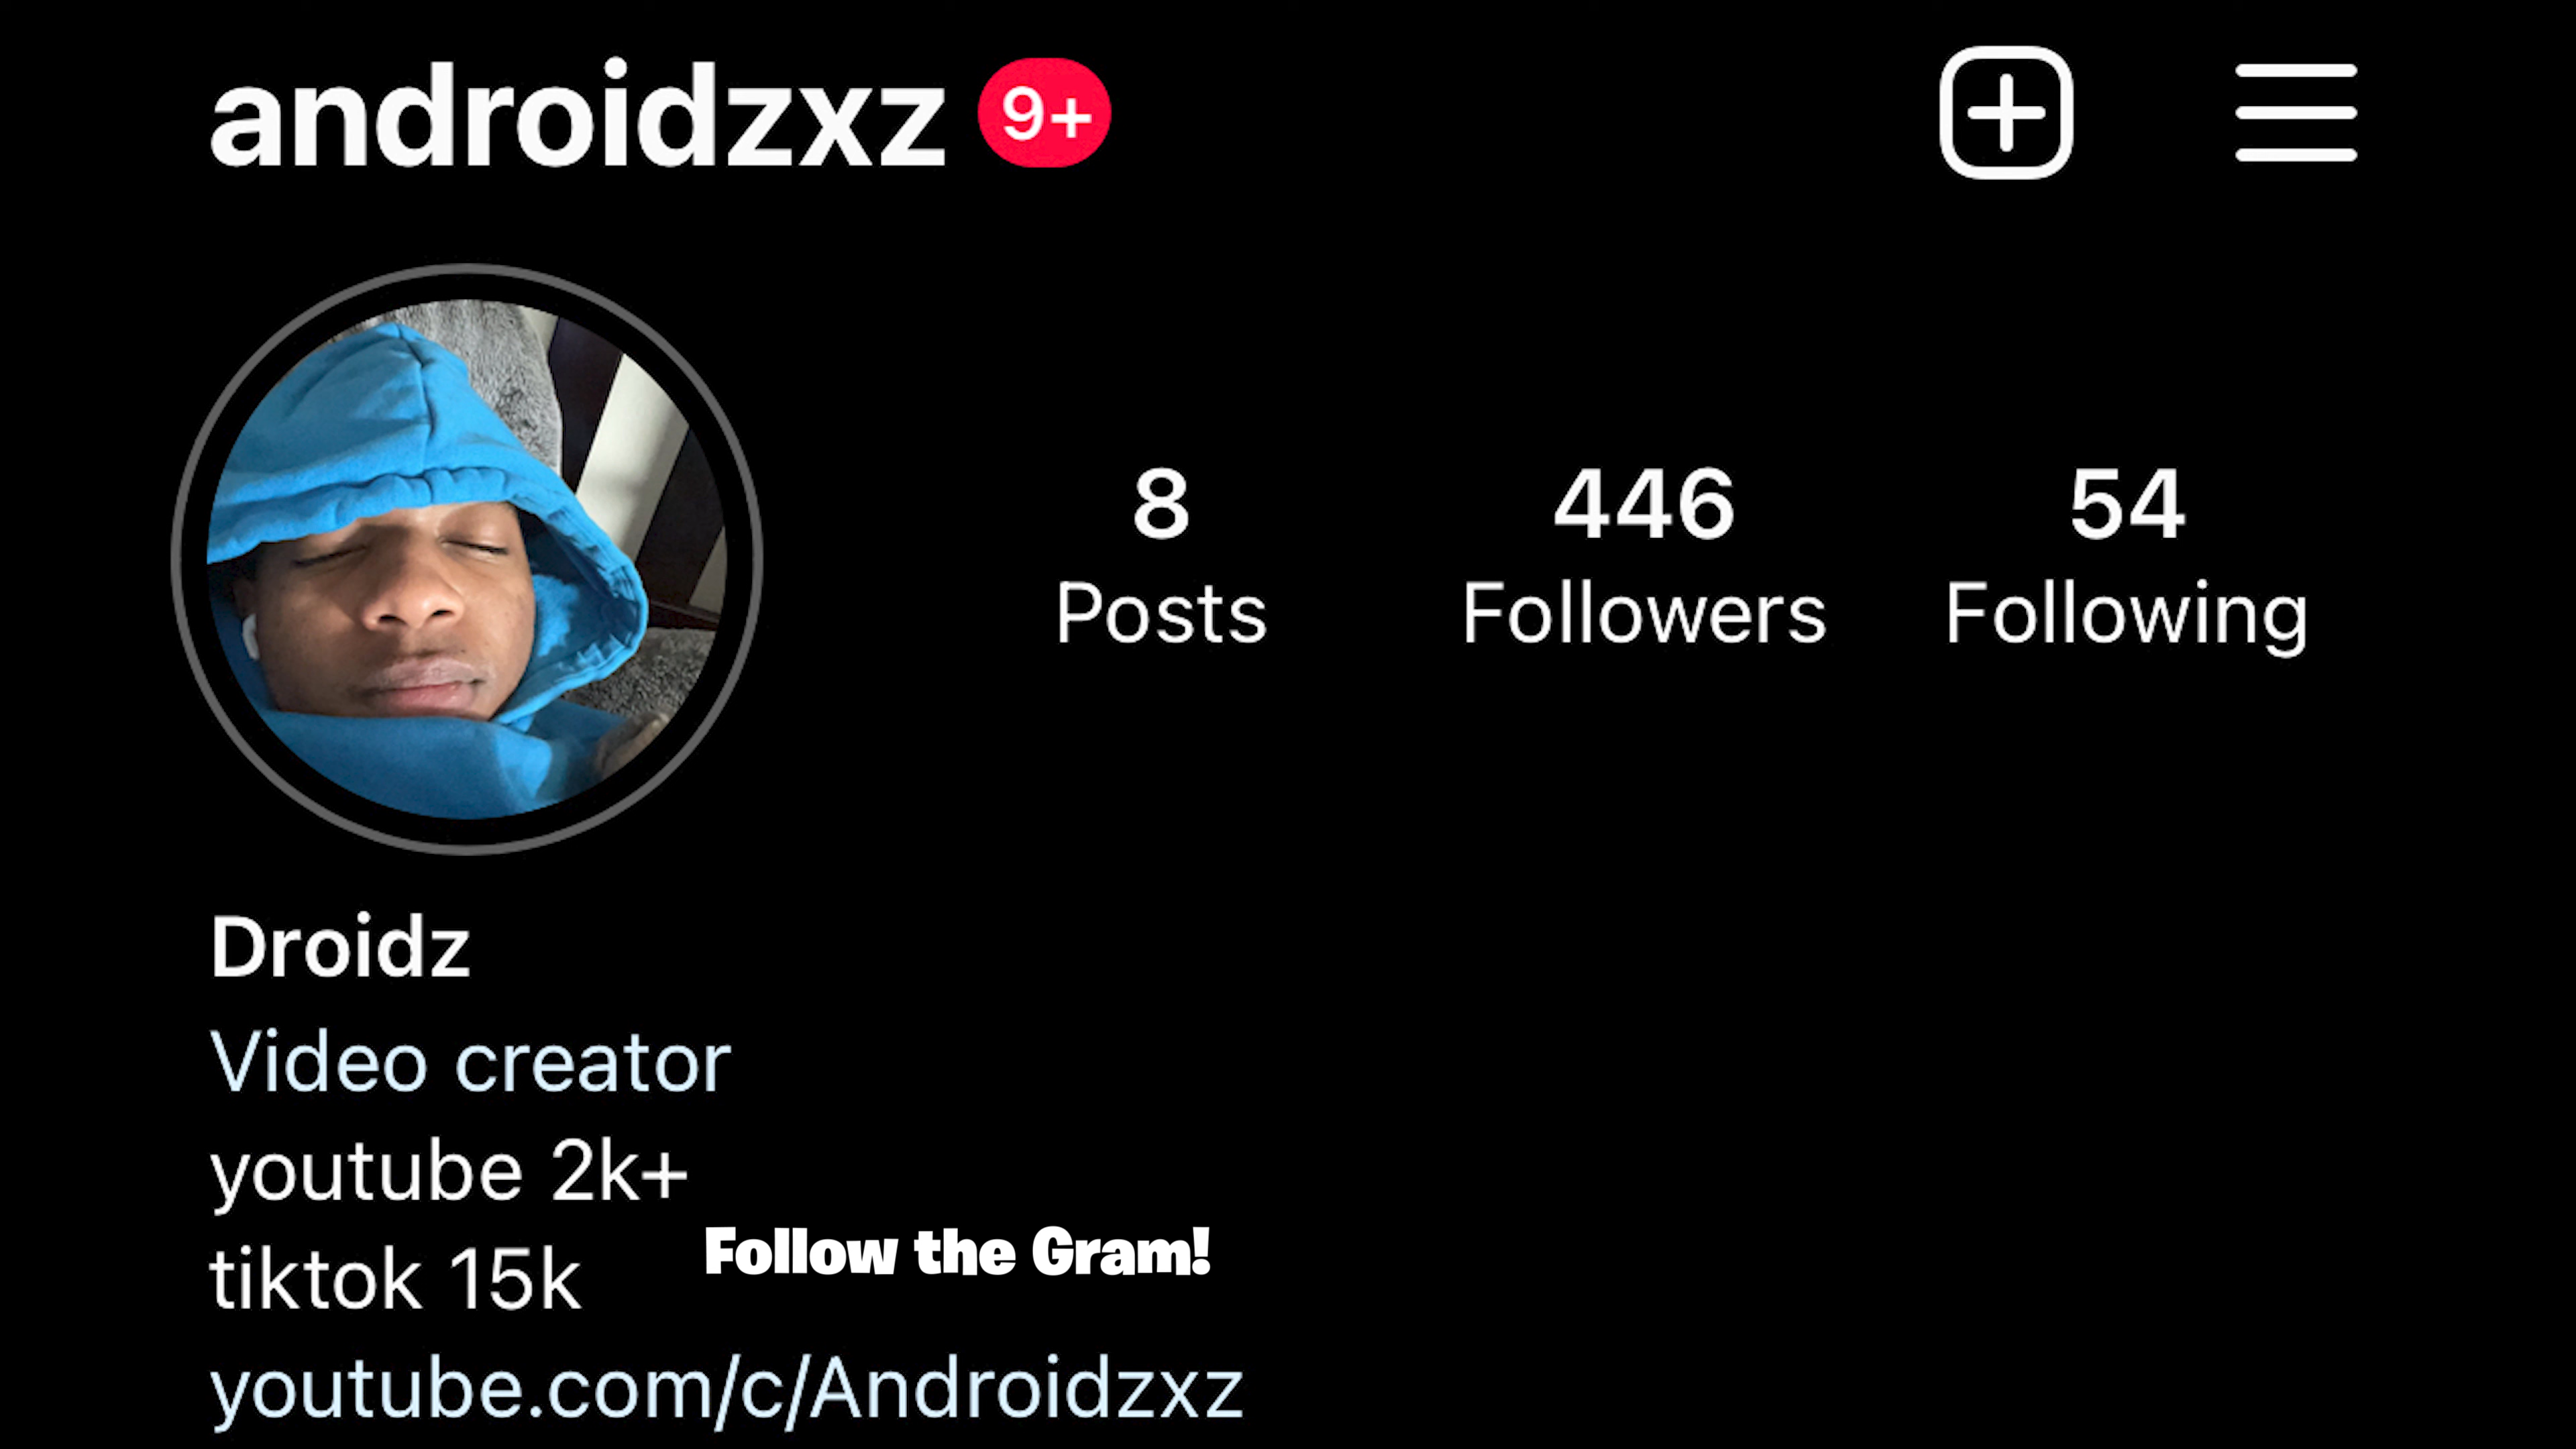 androidzxz 9+
8 446 54
Posts Followers Following
Droidz
Video creator
youtube 2k+
Follow the Gram!
tiktok 15k
youtube.com/c/Androidzxz